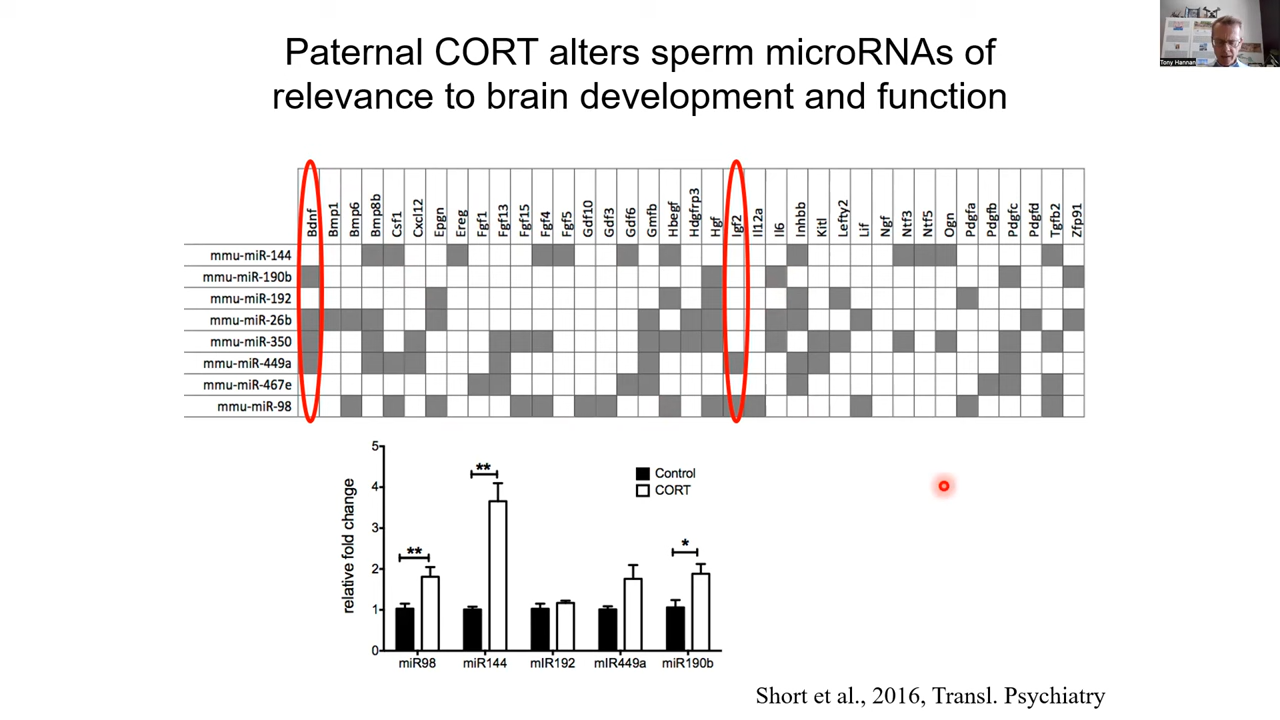 Paternal CORT alters sperm microRNAs of
relevance to brain development and function
Tony Hannan
Bdnf Bmp1 Bmp6 Bmp8b Csf1 Cxcl12 Epgn Ereg Fgf1 Fgf13 Fgf15 Fgf4 Fgf5 Gdf10 Gdf3 Gdf6 Gmfb Hbegf Hdgfrp3 Hgf Igf2 Il12a Il6 Inhbb Kitl Lefty2 Lif Ngf Ntf3 Ntf5 Ogn Pdgfa Pdgfb Pdgfc Pdgfd Tgfb2 Zfp91
mmu-miR-144
mmu-miR-190b
mmu-miR-192
mmu-miR-26b
mmu-miR-350
mmu-miR-449a
mmu-miR-467e
mmu-miR-98
relative fold change
5
4
3
2
1
0
** ** *
Control
CORT
miR98 miR144 mIR192 mIR449a miR190b
Short et al., 2016, Transl. Psychiatry